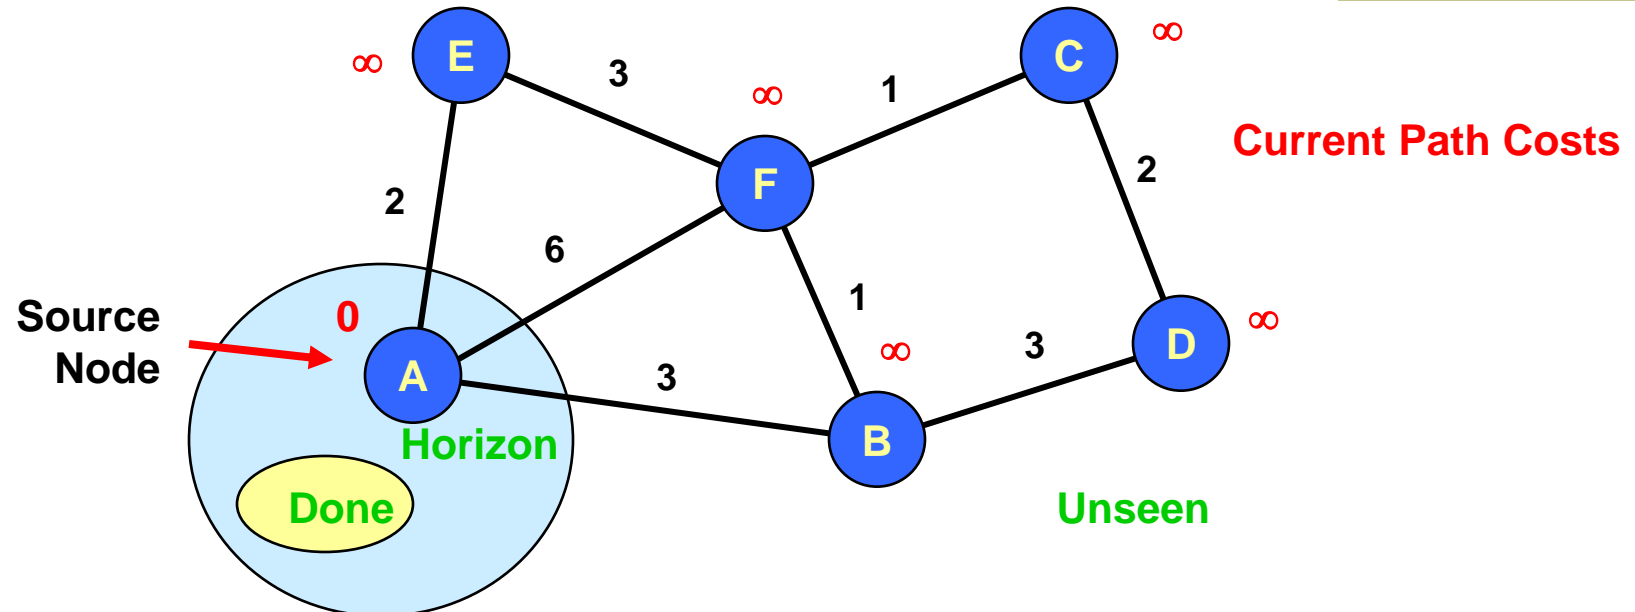 ∞
E
3
∞
1
C
∞
Current Path Costs
2
F
2
6
Source
Node
0
A
1
∞
3
D
∞
3
B
Horizon
Done
Unseen